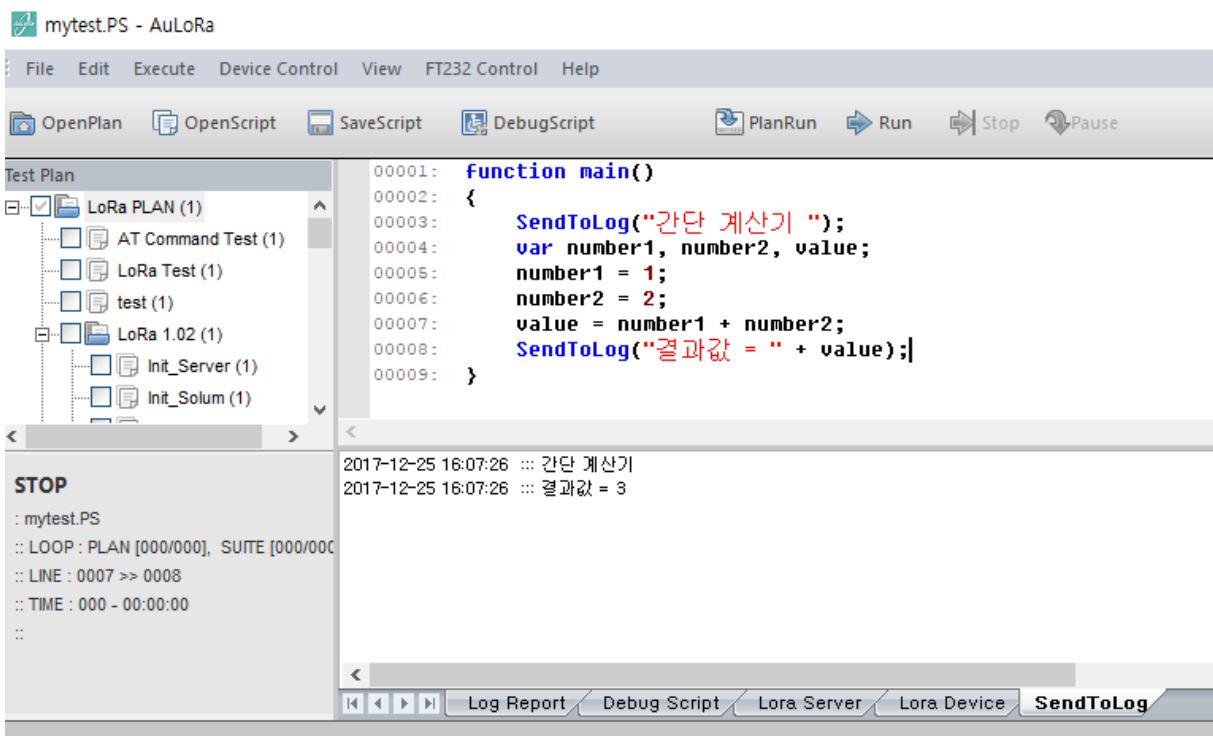 mytest.PS - AuLoRa
File Edit Execute Device Control View FT232 Control Help
OpenPlan OpenScript SaveScript DebugScript PlanRun Run Stop Pause
Test Plan
LoRa PLAN (1)
AT Command Test (1)
LoRa Test (1)
test (1)
LoRa 1.02 (1)
Init_Server (1)
Init_Solum (1)
00001: function main()
00002: {
00003: SendToLog("간단 계산기 ");
00004: var number1, number2, value;
00005: number1 = 1;
00006: number2 = 2;
00007: value = number1 + number2;
00008: SendToLog("결과값 = " + value);
00009: }
STOP
: mytest.PS
:: LOOP : PLAN [000/000], SUITE [000/000
:: LINE : 0007 >> 0008
:: TIME : 000 - 00:00:00
::
2017-12-25 16:07:26 ::: 간단 계산기
2017-12-25 16:07:26 ::: 결과값 = 3
Log Report Debug Script Lora Server Lora Device SendToLog